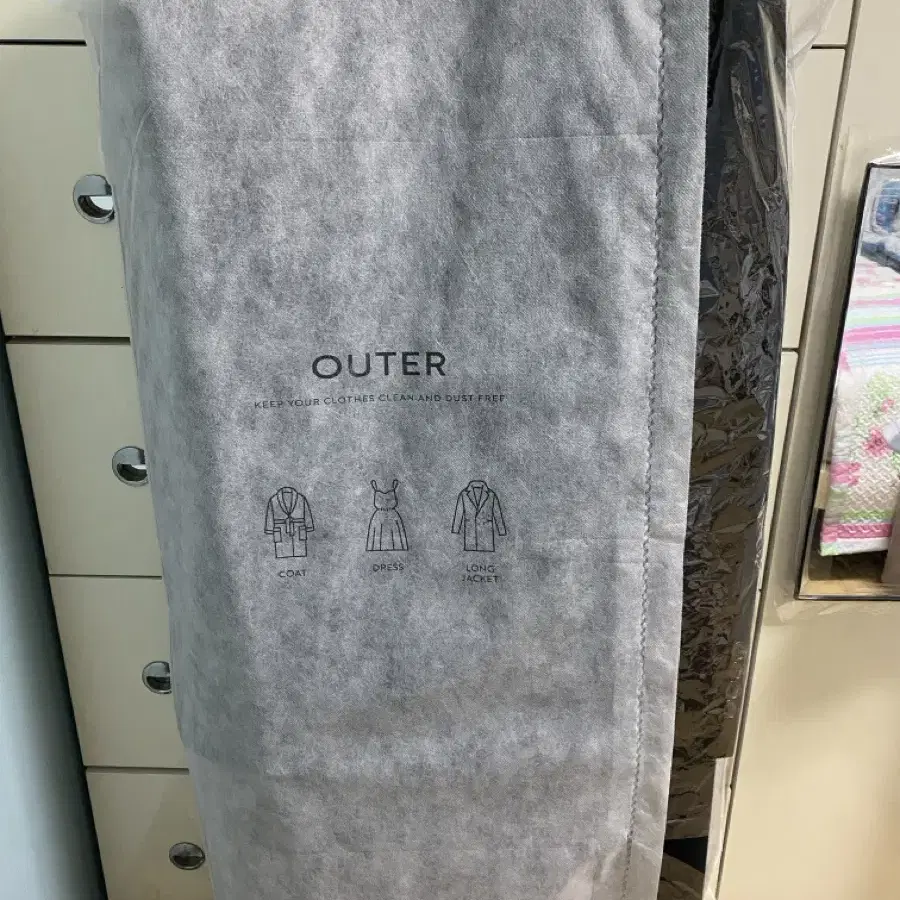 OUTER
KEEP YOUR CLOTHES CLEAN AND DUST FREE
COAT
DRESS
LONG
JACKET